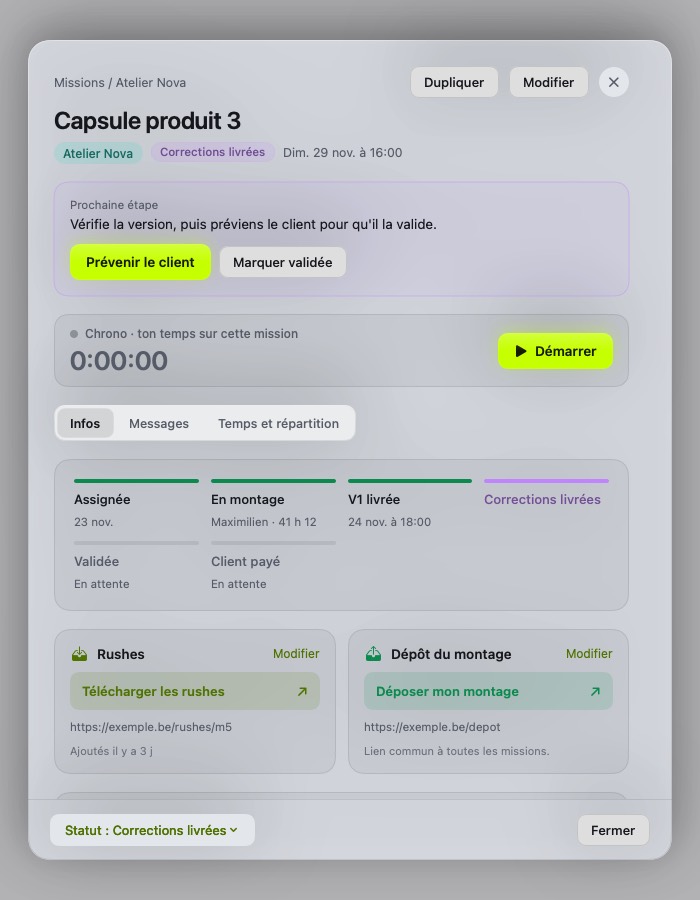 Missions / Atelier Nova
Dupliquer
Modifier
Capsule produit 3
Atelier Nova
Corrections livrées
Dim. 29 nov. à 16:00
Prochaine étape
Vérifie la version, puis préviens le client pour qu'il la valide.
Prévenir le client
Marquer validée
Chrono · ton temps sur cette mission
0:00:00
Démarrer
Infos
Messages
Temps et répartition
Assignée
23 nov.
En montage
Maximilien · 41 h 12
V1 livrée
24 nov. à 18:00
Corrections livrées
Validée
En attente
Client payé
En attente
Rushes
Modifier
Télécharger les rushes
https://exemple.be/rushes/m5
Ajoutés il y a 3 j
Dépôt du montage
Modifier
Déposer mon montage
https://exemple.be/depot
Lien commun à toutes les missions.
Statut : Corrections livrées
Fermer